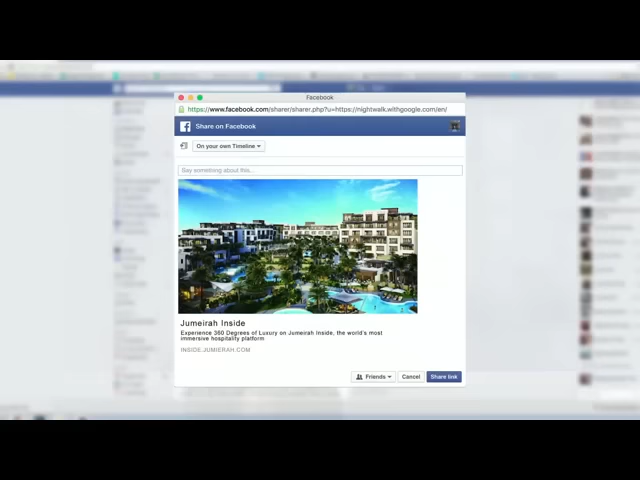 Facebook
https://www.facebook.com/sharer/sharer.php?u=https://nightwalk.withgoogle.com/en/
Share on Facebook
On your own Timeline
Say something about this...
Jumeirah Inside
Experience 360 Degrees of Luxury on Jumeirah Inside, the world's most
immersive hospitality platform
INSIDE.JUMIERAH.COM
Friends
Cancel
Share link